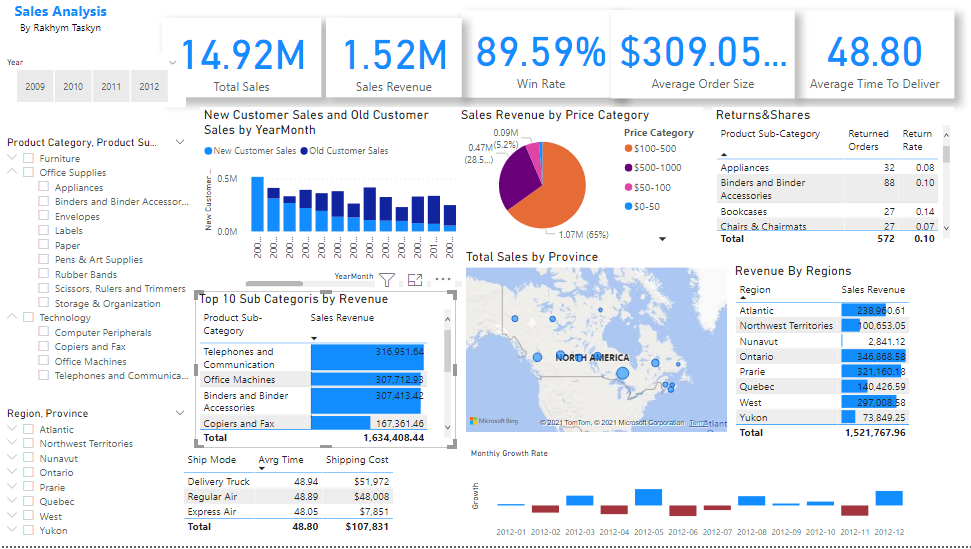 Sales Analysis
By Rakhym Taskyn
Year
2009 2010 2011 2012
14.92M
Total Sales
1.52M
Sales Revenue
89.59%
Win Rate
$309.05...
Average Order Size
48.80
Average Time To Deliver
Product Category, Product Su...
Furniture
Office Supplies
Appliances
Binders and Binder Accessor...
Envelopes
Labels
Paper
Pens & Art Supplies
Rubber Bands
Scissors, Rulers and Trimmers
Storage & Organization
Technology
Computer Peripherals
Copiers and Fax
Office Machines
Telephones and Communica...
Region, Province
Atlantic
Northwest Territories
Nunavut
Ontario
Prarie
Quebec
West
Yukon
New Customer Sales and Old Customer
Sales by YearMonth
New Customer Sales Old Customer Sales
New Customer...
0.5M
0.0M
200... 200... 200... 200... 200... 200... 200... 200... 200... 200... 200... 201... 200...
YearMonth
Sales Revenue by Price Category
0.09M
(5.2%)
0.47M
(28.5...)
1.07M (65%)
Price Category
$100-500
$500-1000
$50-100
$0-50
Returns&Shares
Product Sub-Category Returned Orders Return Rate
Appliances 32 0.08
Binders and Binder Accessories 88 0.10
Bookcases 27 0.14
Chairs & Chairmats 27 0.07
Total 572 0.10
Top 10 Sub Categoris by Revenue
Product Sub-Category Sales Revenue
Telephones and Communication 316,951.64
Office Machines 307,712.93
Binders and Binder Accessories 307,413.42
Copiers and Fax 167,361.46
Total 1,634,408.44
Total Sales by Province
NORTH AMERICA
Microsoft Bing
© 2021 TomTom, © 2021 Microsoft Corporation Terms
Revenue By Regions
Region Sales Revenue
Atlantic 238,960.61
Northwest Territories 100,653.05
Nunavut 2,841.12
Ontario 346,868.58
Prarie 321,160.18
Quebec 140,426.59
West 297,008.58
Yukon 73,849.25
Total 1,521,767.96
Ship Mode Avrg Time Shipping Cost
Delivery Truck 48.94 $51,972
Regular Air 48.89 $48,008
Express Air 48.05 $7,851
Total 48.80 $107,831
Monthly Growth Rate
Growth
2012-01 2012-02 2012-03 2012-04 2012-05 2012-06 2012-07 2012-08 2012-09 2012-10 2012-11 2012-12